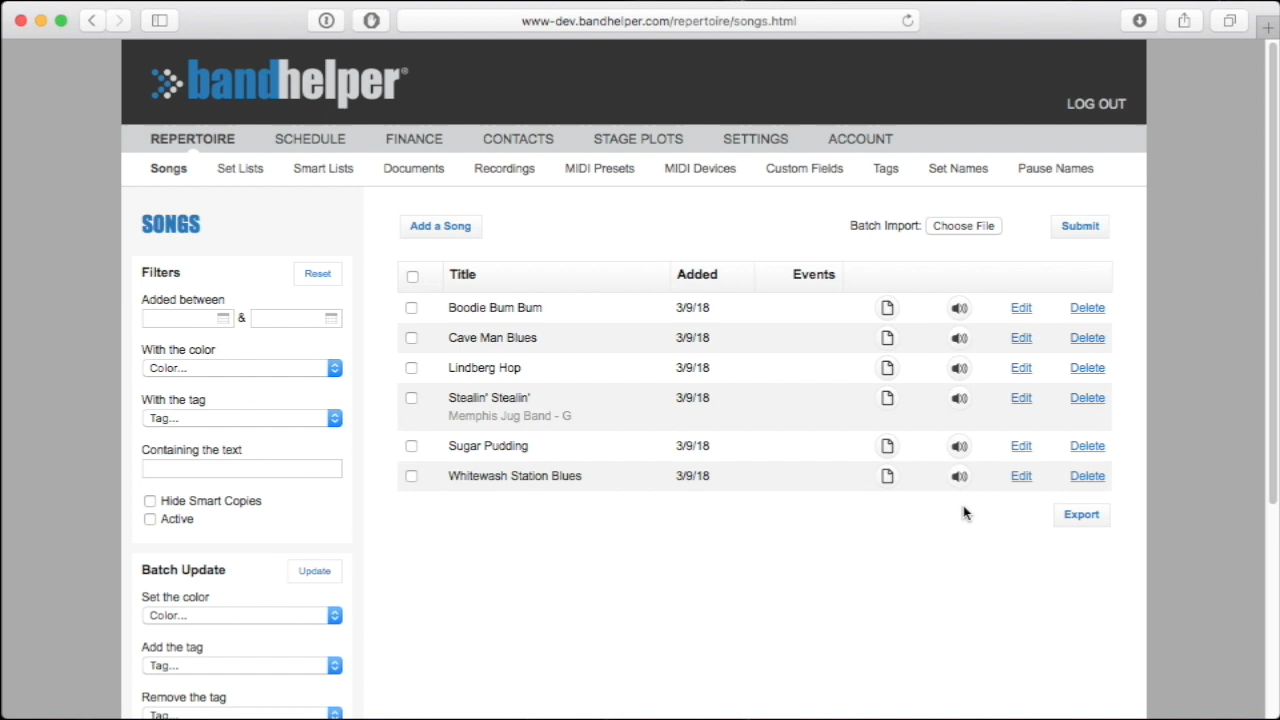 www-dev.bandhelper.com/repertoire/songs.html
bandhelper®
LOG OUT
REPERTOIRE SCHEDULE FINANCE CONTACTS STAGE PLOTS SETTINGS ACCOUNT
Songs Set Lists Smart Lists Documents Recordings MIDI Presets MIDI Devices Custom Fields Tags Set Names Pause Names
SONGS
Filters Reset
Added between
&
With the color
Color...
With the tag
Tag...
Containing the text
Hide Smart Copies
Active
Batch Update Update
Set the color
Color...
Add the tag
Tag...
Remove the tag
Tag...
Add a Song Batch Import: Choose File Submit
Title Added Events
Boodie Bum Bum 3/9/18 Edit Delete
Cave Man Blues 3/9/18 Edit Delete
Lindberg Hop 3/9/18 Edit Delete
Stealin' Stealin' 3/9/18 Edit Delete
Memphis Jug Band - G
Sugar Pudding 3/9/18 Edit Delete
Whitewash Station Blues 3/9/18 Edit Delete
Export